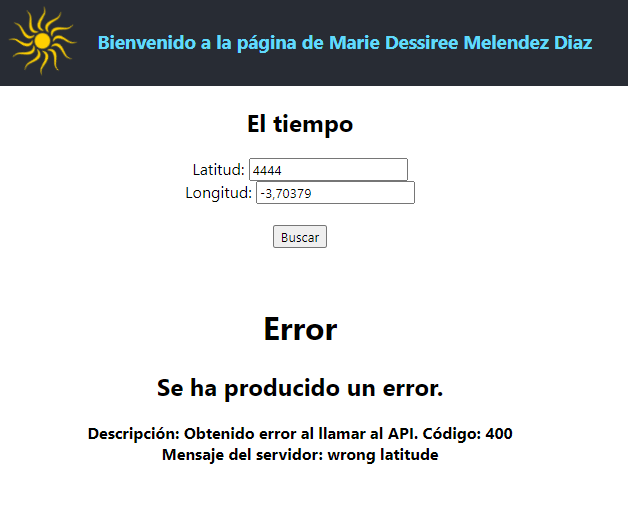 Bienvenido a la página de Marie Dessiree Melendez Diaz
El tiempo
Latitud: 4444
Longitud: -3,70379
Buscar
Error
Se ha producido un error.
Descripción: Obtenido error al llamar al API. Código: 400
Mensaje del servidor: wrong latitude